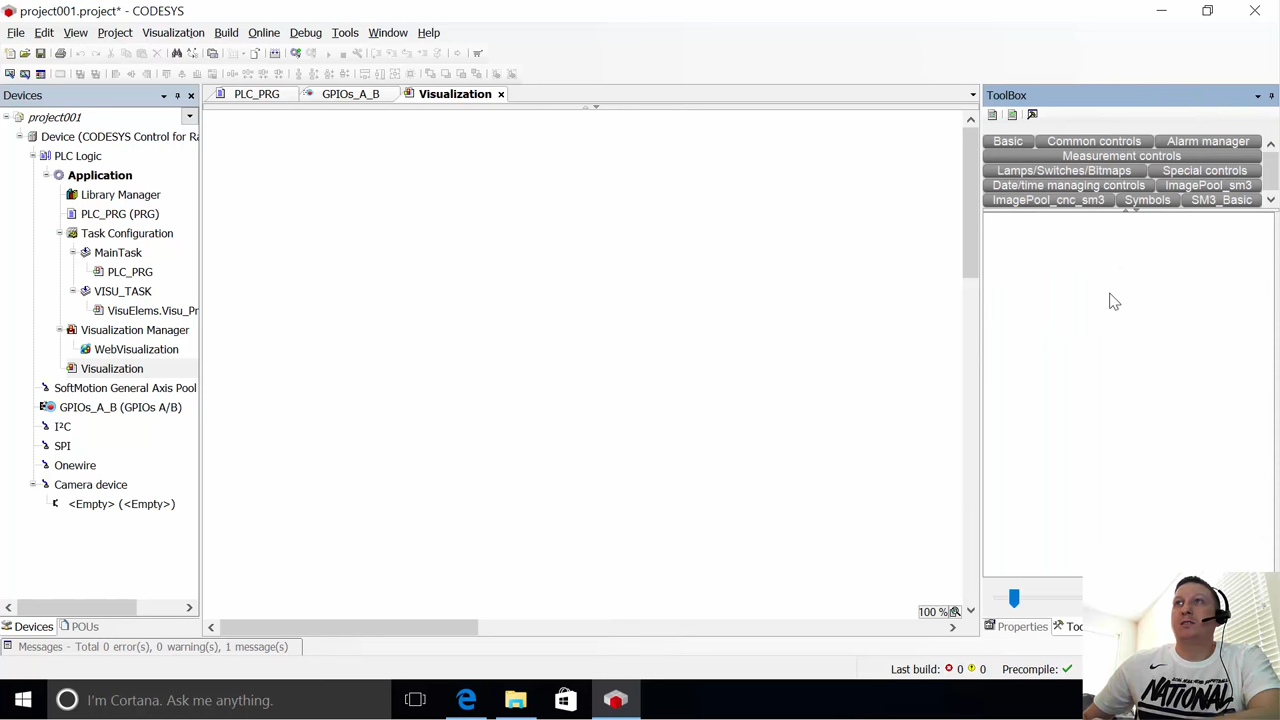 project001.project* - CODESYS
File Edit View Project Visualization Build Online Debug Tools Window Help
Devices
project001
Device (CODESYS Control for Ra
PLC Logic
Application
Library Manager
PLC_PRG (PRG)
Task Configuration
MainTask
PLC_PRG
VISU_TASK
VisuElems.Visu_Pr
Visualization Manager
WebVisualization
Visualization
SoftMotion General Axis Pool
GPIOs_A_B (GPIOs A/B)
I²C
SPI
Onewire
Camera device
<Empty> (<Empty>)
Devices POUs
PLC_PRG GPIOs_A_B Visualization
100 %
ToolBox
Basic Common controls Alarm manager
Measurement controls
Lamps/Switches/Bitmaps Special controls
Date/time managing controls ImagePool_sm3
ImagePool_cnc_sm3 Symbols SM3_Basic
Properties Too
Messages - Total 0 error(s), 0 warning(s), 1 message(s)
Last build: 0 0 Precompile:
I'm Cortana. Ask me anything.
NATIONAL